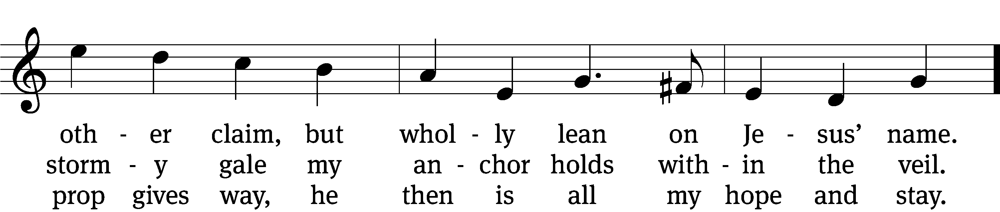 oth - er claim, but whol - ly lean on Je - sus’ name.
storm - y gale my an - chor holds with - in the veil.
prop gives way, he then is all my hope and stay.